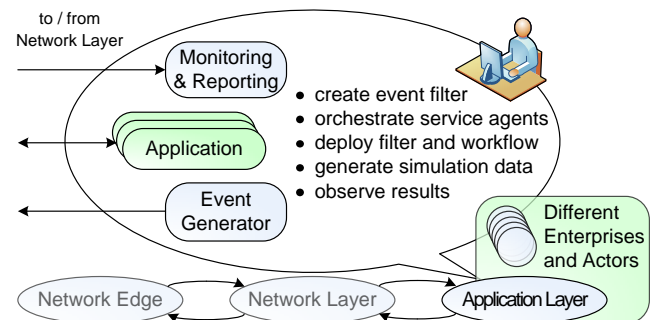 to / from
Network Layer
Monitoring
& Reporting
Application
Event
Generator
• create event filter
• orchestrate service agents
• deploy filter and workflow
• generate simulation data
• observe results
Different
Enterprises
and Actors
Network Edge
Network Layer
Application Layer